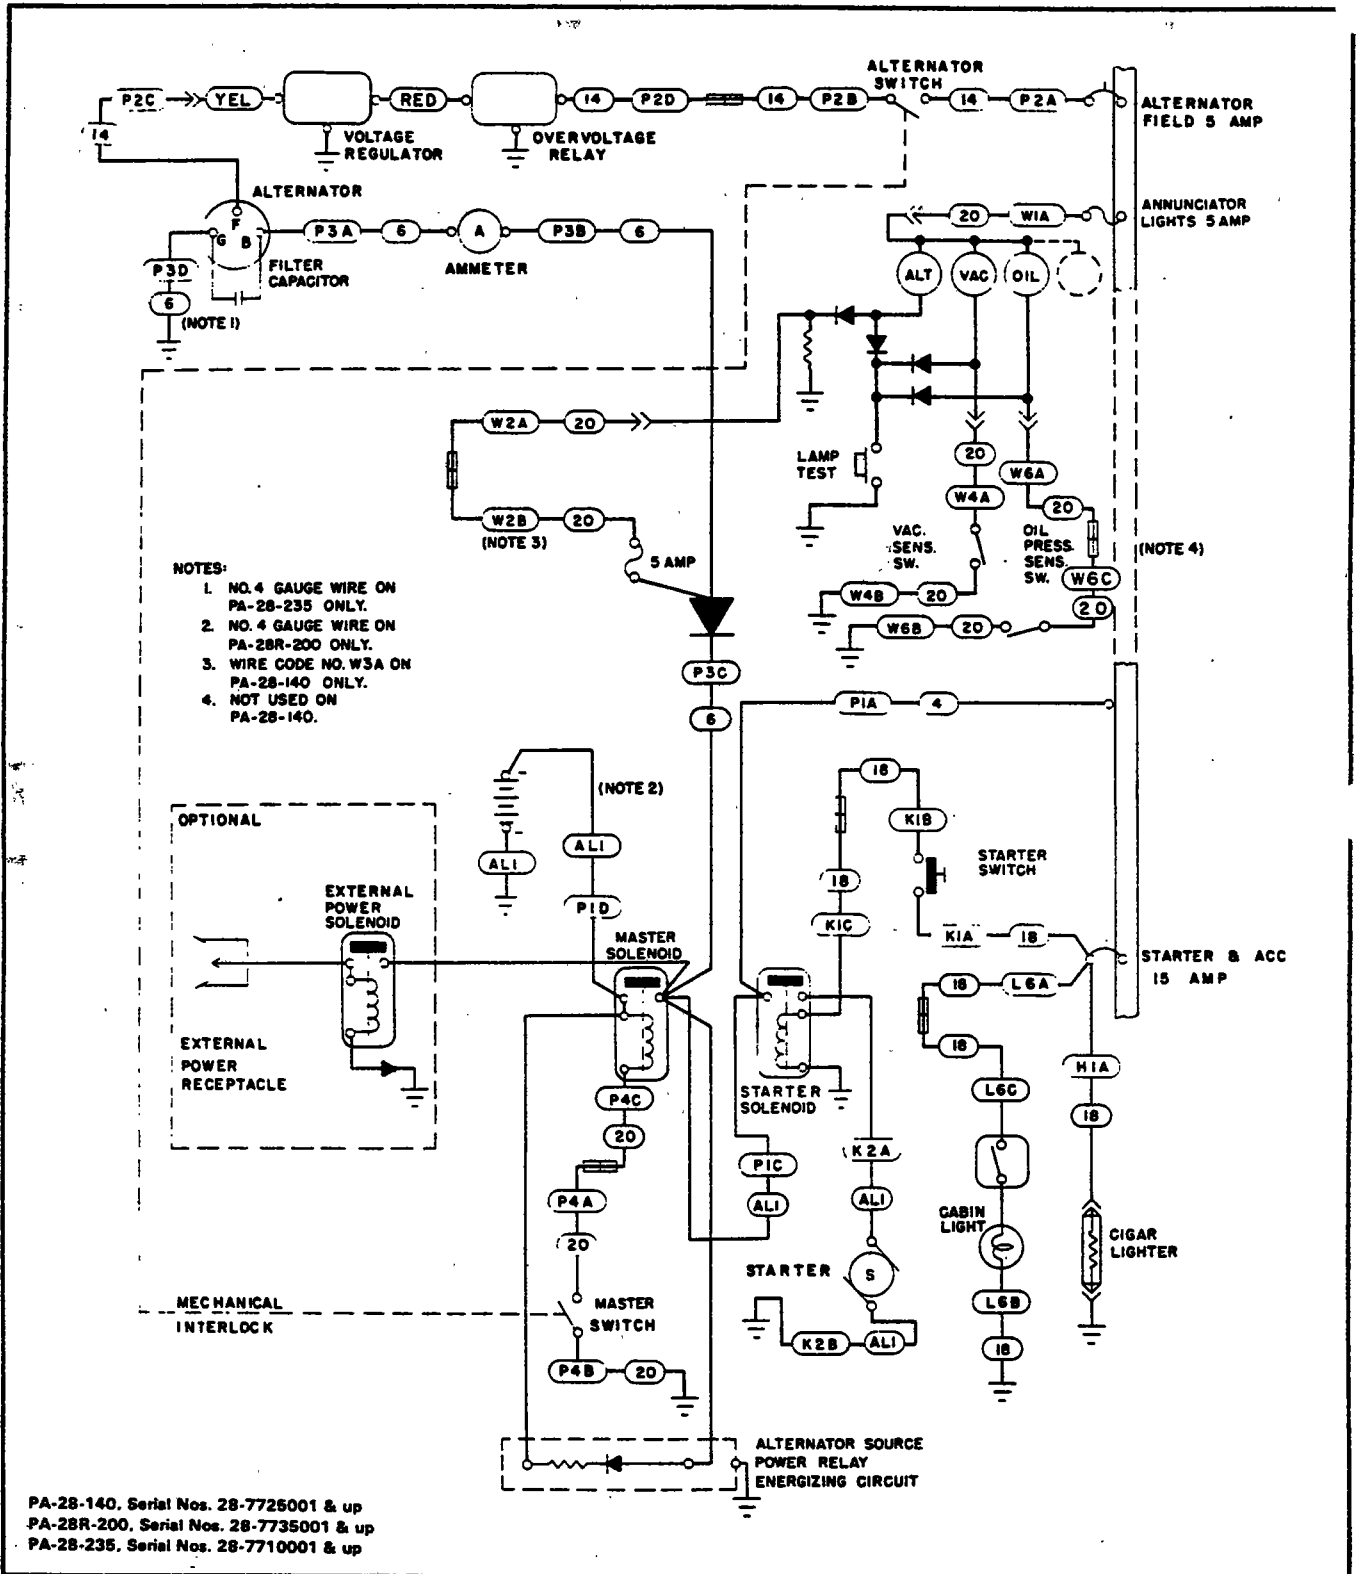 ALTERNATOR
SWITCH
P2C
YEL
RED
14
P2D
14
P2B
14
P2A
ALTERNATOR
FIELD 5 AMP
14
VOLTAGE
REGULATOR
OVERVOLTAGE
RELAY
ALTERNATOR
F
G
B
P3A
6
A
P3B
6
AMMETER
FILTER
CAPACITOR
P3D
6
(NOTE 1)
20
W1A
ANNUNCIATOR
LIGHTS 5 AMP
ALT
VAC
OIL
W2A
20
W2B
20
(NOTE 3)
5 AMP
LAMP
TEST
20
W4A
W6A
20
VAC.
SENS.
SW.
OIL
PRESS.
SENS.
SW.
(NOTE 4)
W6C
20
W4B
20
W6B
20
NOTES:
1. NO. 4 GAUGE WIRE ON
PA-28-235 ONLY.
2. NO. 4 GAUGE WIRE ON
PA-28R-200 ONLY.
3. WIRE CODE NO. W3A ON
PA-28-140 ONLY.
4. NOT USED ON
PA-28-140.
P3C
6
P1A
4
(NOTE 2)
AL1
AL1
P1D
18
K1B
18
K1C
STARTER
SWITCH
K1A
18
STARTER & ACC
15 AMP
OPTIONAL
EXTERNAL
POWER
SOLENOID
EXTERNAL
POWER
RECEPTACLE
MASTER
SOLENOID
STARTER
SOLENOID
18
L6A
18
L6C
H1A
18
P4C
20
P4A
20
P1C
AL1
K2A
AL1
CABIN
LIGHT
CIGAR
LIGHTER
STARTER
S
K2B
AL1
L6B
18
MECHANICAL
INTERLOCK
MASTER
SWITCH
P4B
20
ALTERNATOR SOURCE
POWER RELAY
ENERGIZING CIRCUIT
PA-28-140, Serial Nos. 28-7725001 & up
PA-28R-200, Serial Nos. 28-7735001 & up
PA-28-235, Serial Nos. 28-7710001 & up